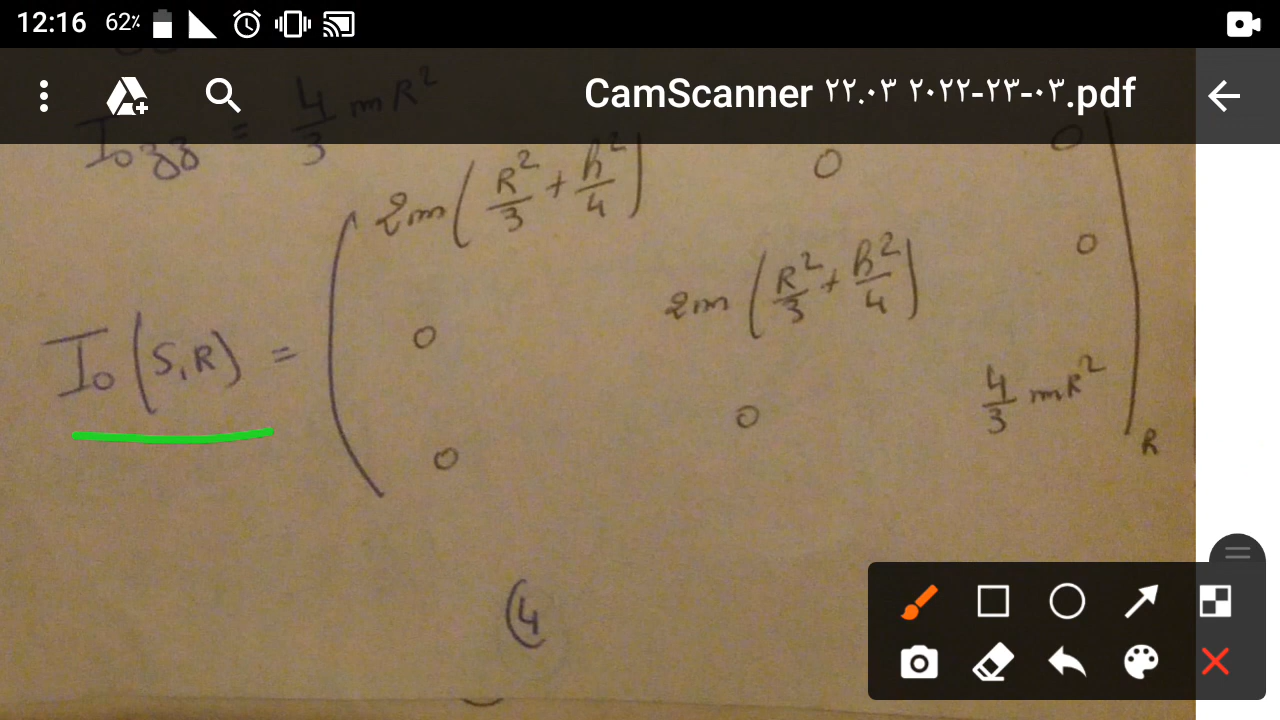 12:16 62%
CamScanner ٢٢.٠٣ ٢٠٢٢-٢٣-٠٣.pdf
I₀zz = 4/3 mR²
I₀(S,R) = ( 2m(R²/3 + h²/4) 0 0
0 2m(R²/3 + h²/4) 0
0 0 4/3 mR² )R
(4